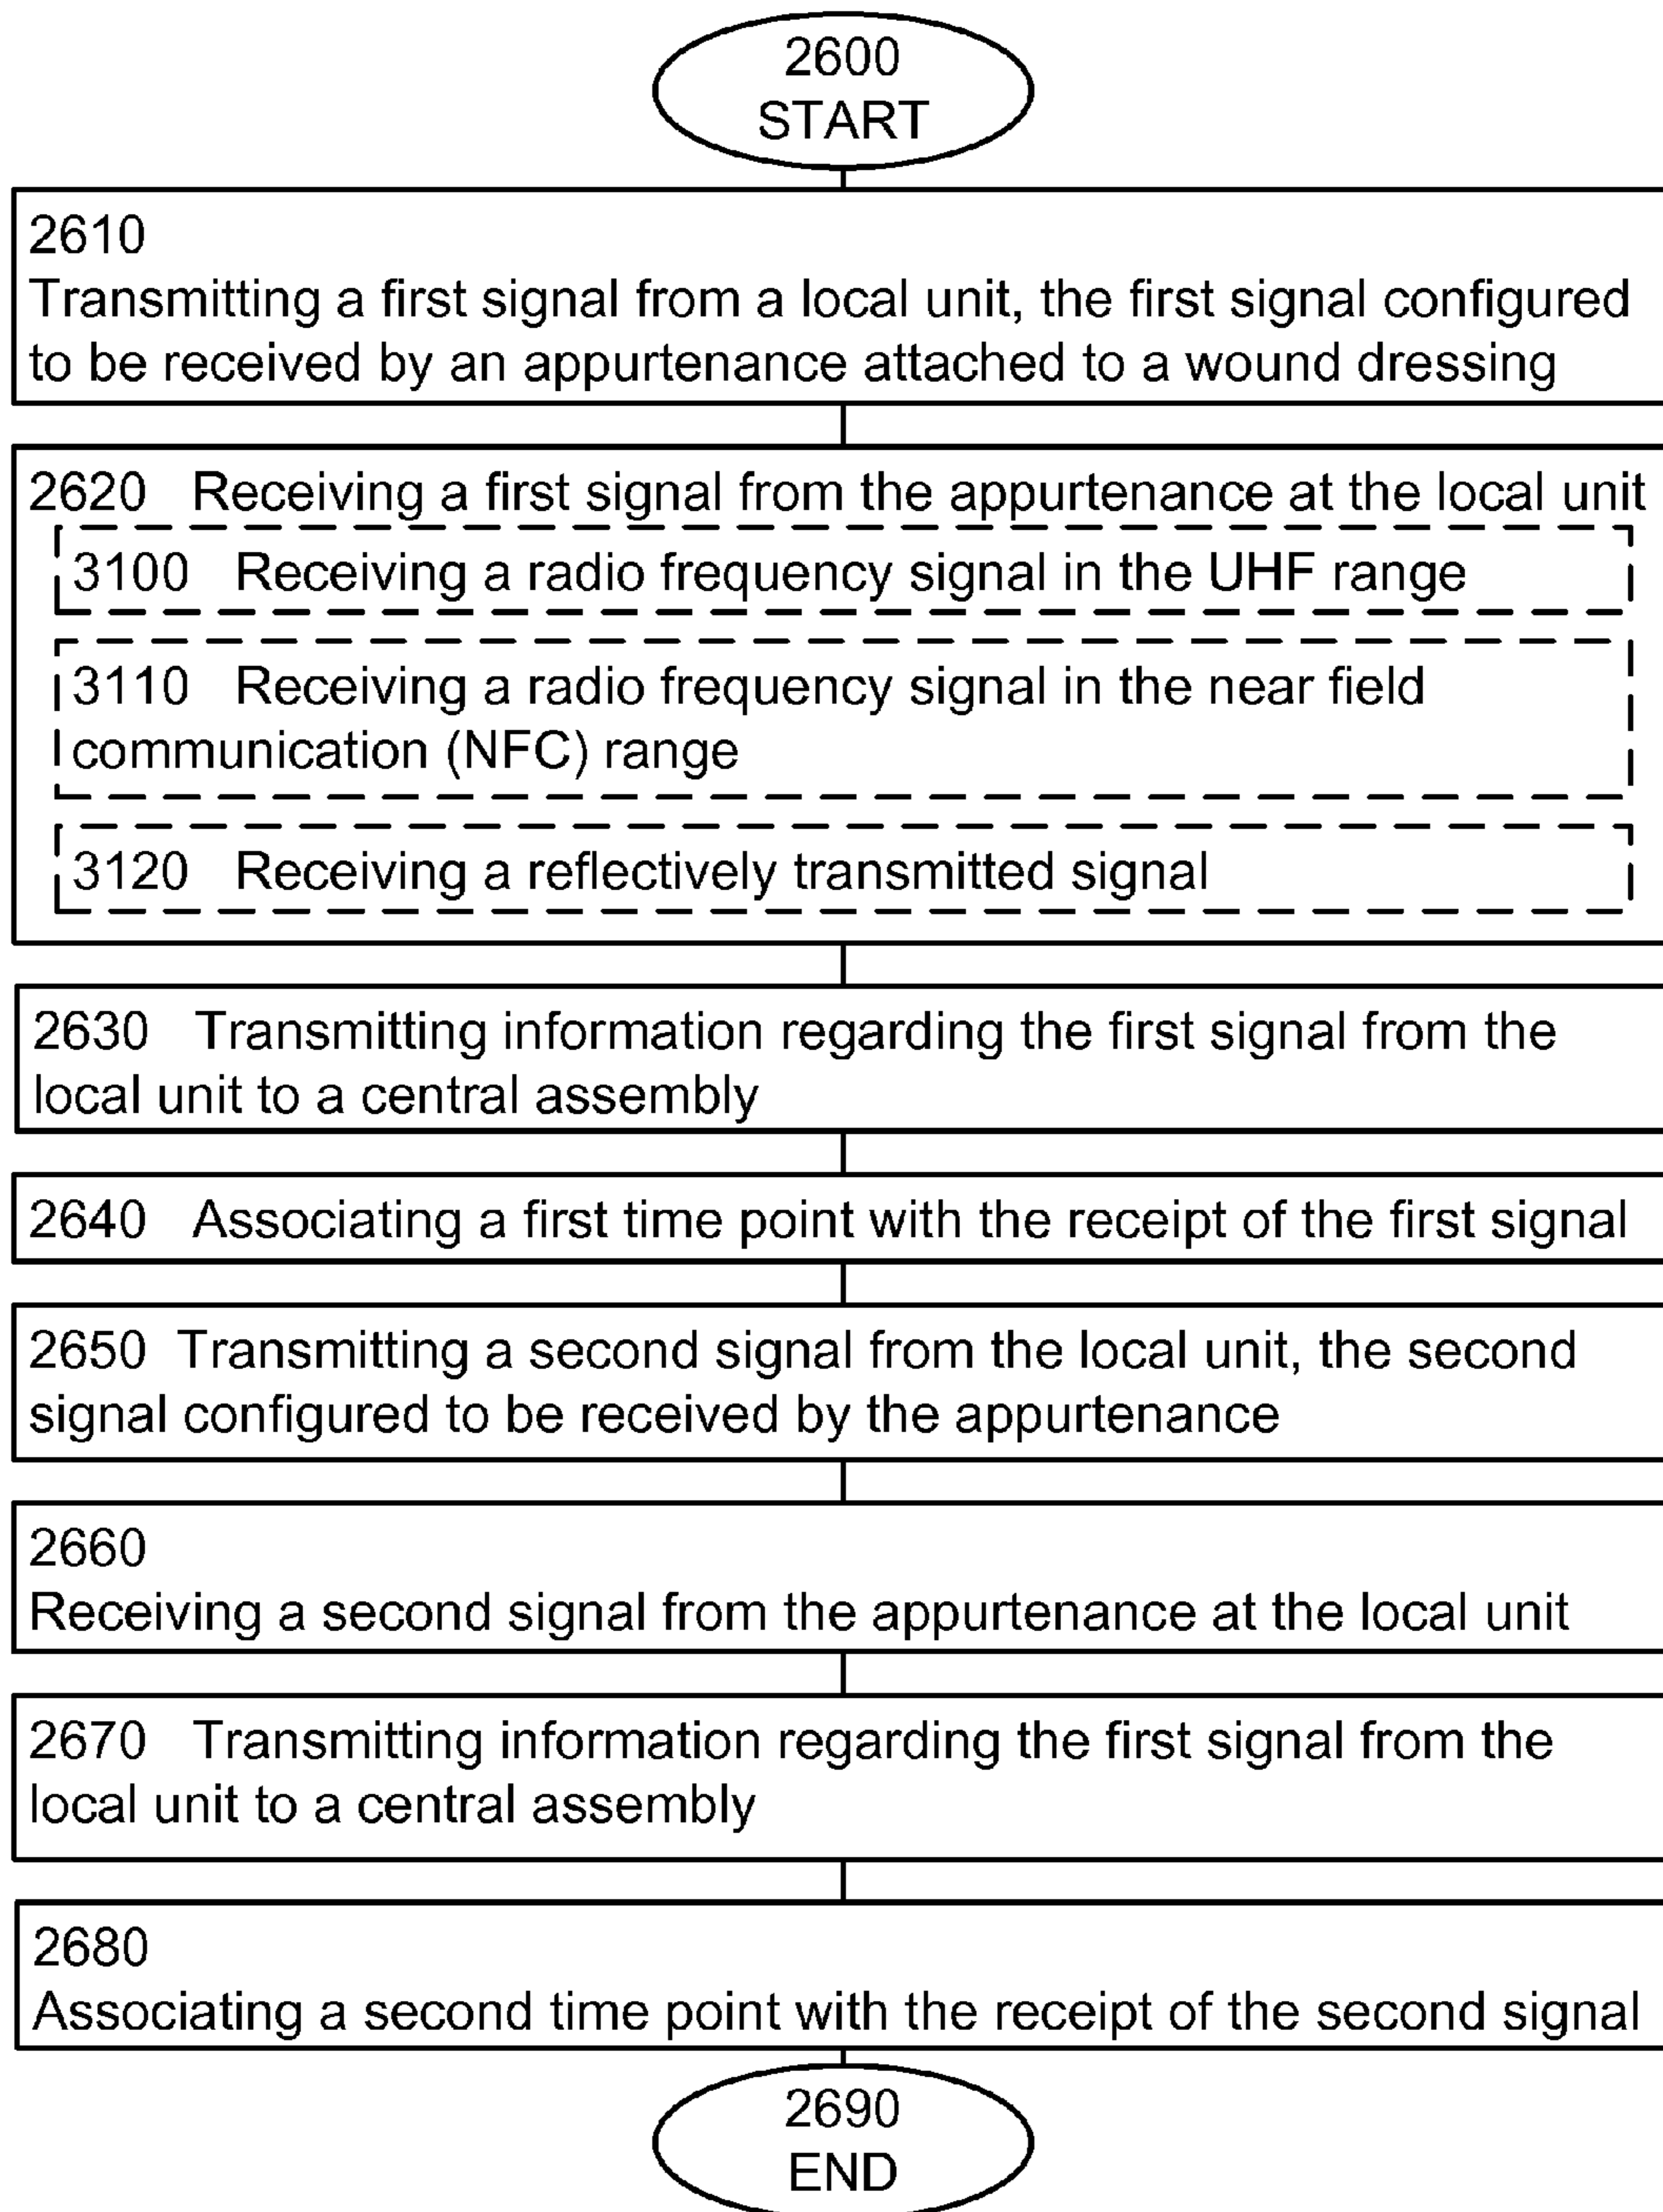 2600
START
2610
Transmitting a first signal from a local unit, the first signal configured
to be received by an appurtenance attached to a wound dressing
2620 Receiving a first signal from the appurtenance at the local unit
3100 Receiving a radio frequency signal in the UHF range
3110 Receiving a radio frequency signal in the near field
communication (NFC) range
3120 Receiving a reflectively transmitted signal
2630 Transmitting information regarding the first signal from the
local unit to a central assembly
2640 Associating a first time point with the receipt of the first signal
2650 Transmitting a second signal from the local unit, the second
signal configured to be received by the appurtenance
2660
Receiving a second signal from the appurtenance at the local unit
2670 Transmitting information regarding the first signal from the
local unit to a central assembly
2680
Associating a second time point with the receipt of the second signal
2690
END